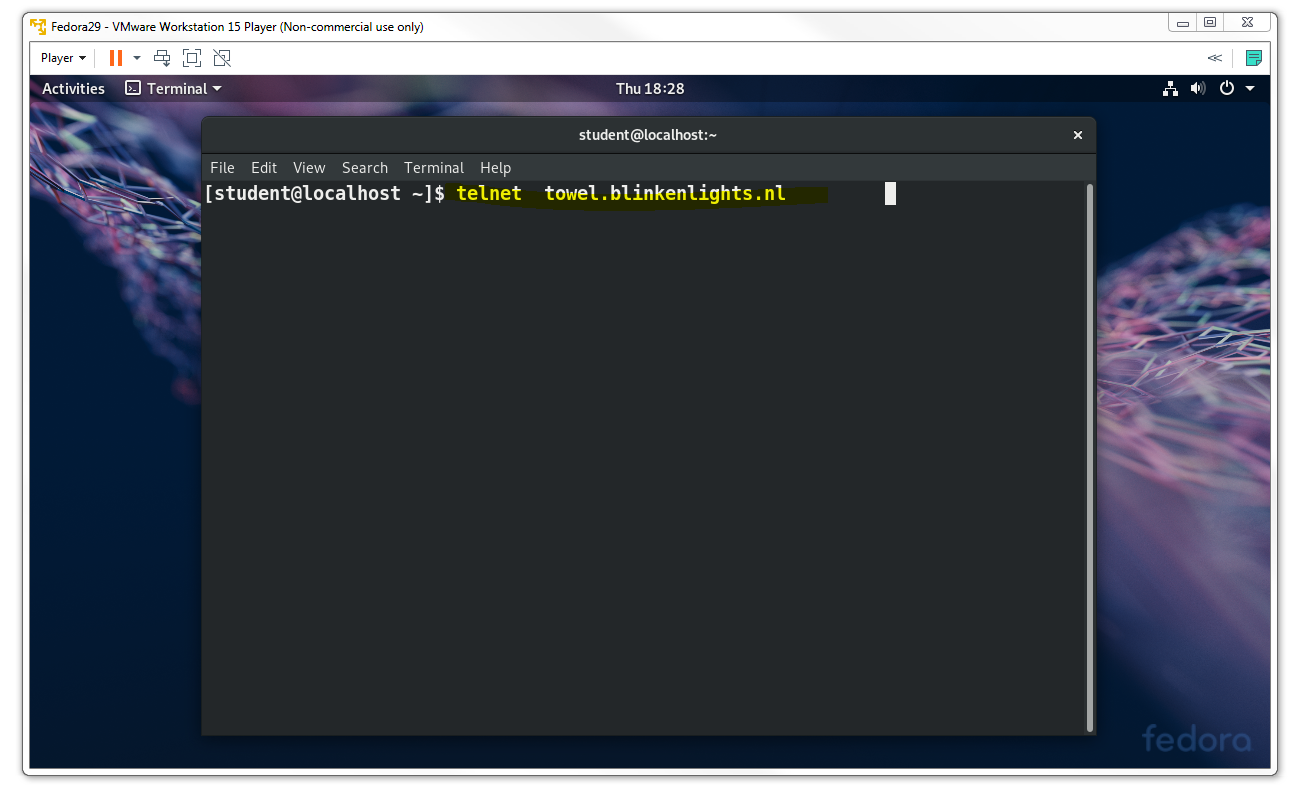 Fedora29 - VMware Workstation 15 Player (Non-commercial use only)
Player
Activities Terminal Thu 18:28
student@localhost:~
File Edit View Search Terminal Help
[student@localhost ~]$ telnet  towel.blinkenlights.nl
fedora